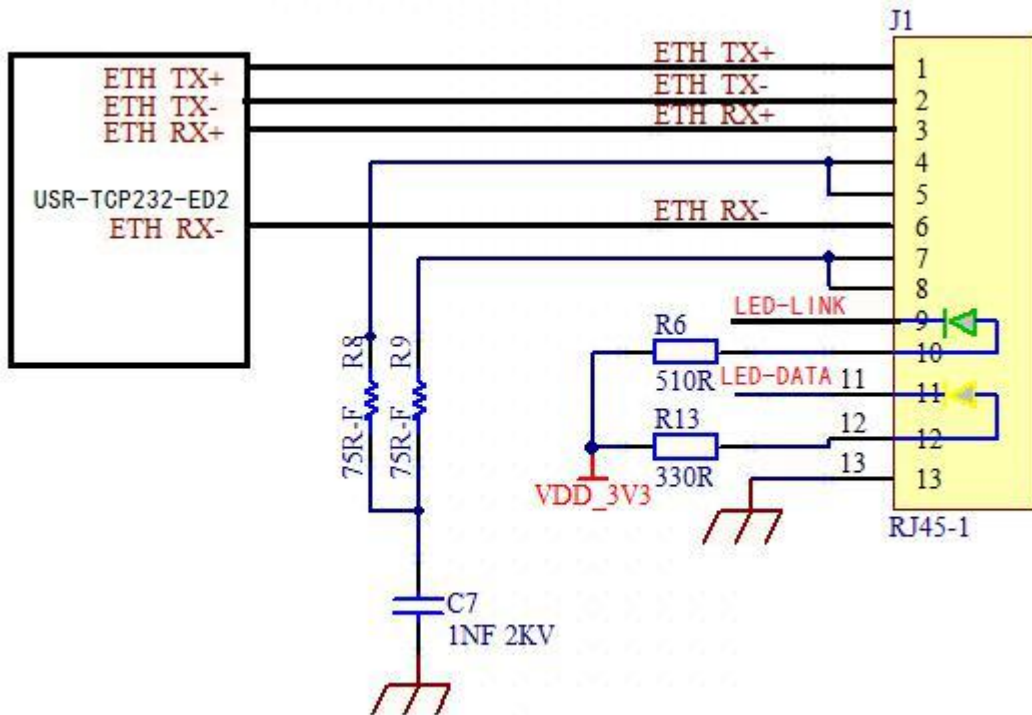 J1
ETH TX+
ETH TX-
ETH RX+
USR-TCP232-ED2
ETH RX-
ETH TX+
ETH TX-
ETH RX+
ETH RX-
1
2
3
4
5
6
7
8
9
10
11
12
13
LED-LINK
R6
510R
LED-DATA
11
R13
12
330R
13
VDD_3V3
RJ45-1
R8
75R-F
R9
75R-F
C7
1NF 2KV